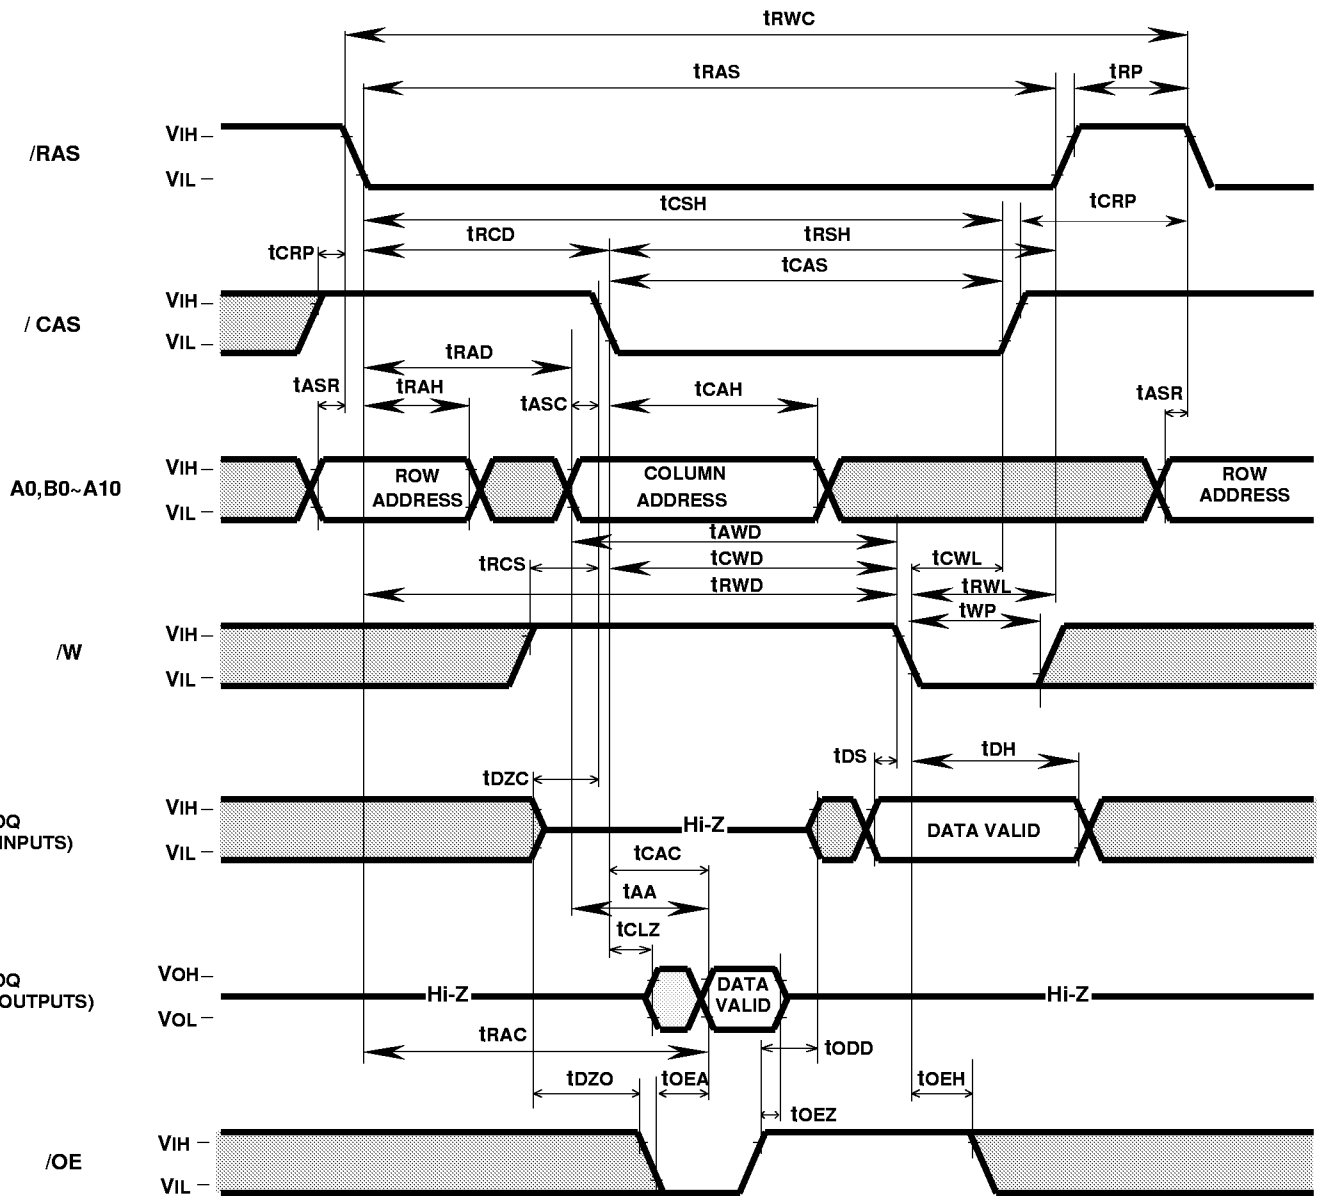 tRWC
tRAS
tRP
/RAS
VIH
VIL
tCSH
tCRP
tRCD
tRSH
tCRP
tCAS
/ CAS
VIH
VIL
tRAD
tASR
tRAH
tASC
tCAH
tASR
A0,B0~A10
VIH
VIL
ROW
ADDRESS
COLUMN
ADDRESS
ROW
ADDRESS
tAWD
tRCS
tCWD
tCWL
tRWD
tRWL
tWP
/W
VIH
VIL
tDS
tDH
tDZC
DQ
INPUTS)
VIH
VIL
Hi-Z
DATA VALID
tCAC
tAA
tCLZ
DQ
OUTPUTS)
VOH
VOL
Hi-Z
DATA
VALID
Hi-Z
tRAC
tODD
tDZO
tOEA
tOEH
tOEZ
/OE
VIH
VIL